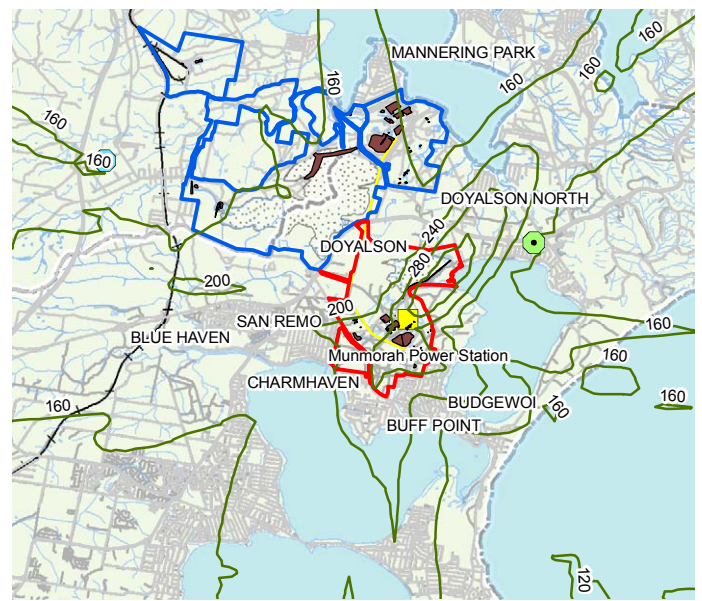 160
MANNERING PARK
160
160
160
160
160
DOYALSON NORTH
240
DOYALSON
280
200
200
SAN REMO
160
BLUE HAVEN
Munmorah Power Station
CHARMHAVEN
160
BUDGEWOI
160
160
160
BUFF POINT
120